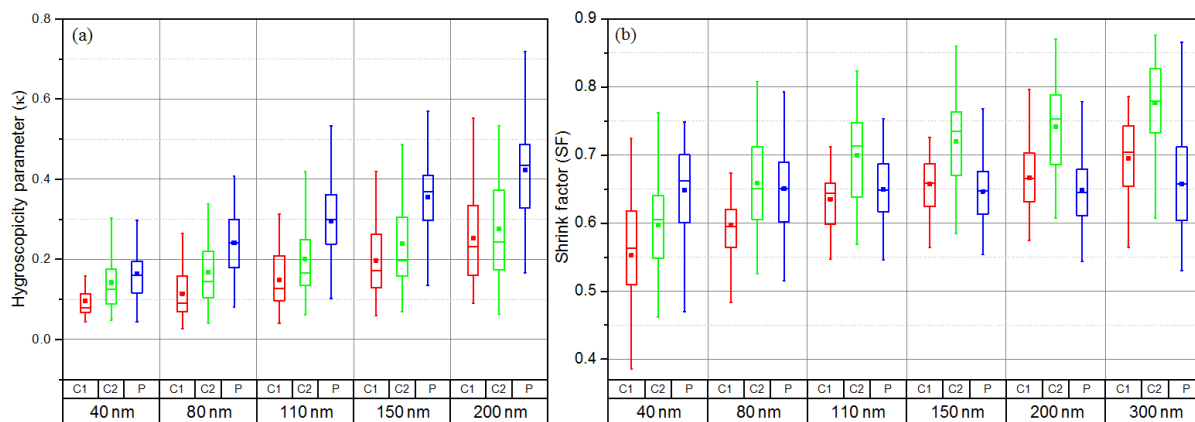 (a)
Hygroscopicity parameter (κ)
0.8
0.6
0.4
0.2
0.0
C1 C2 P C1 C2 P C1 C2 P C1 C2 P C1 C2 P
40 nm 80 nm 110 nm 150 nm 200 nm
(b)
Shrink factor (SF)
0.9
0.8
0.7
0.6
0.5
0.4
C1 C2 P C1 C2 P C1 C2 P C1 C2 P C1 C2 P C1 C2 P
40 nm 80 nm 110 nm 150 nm 200 nm 300 nm